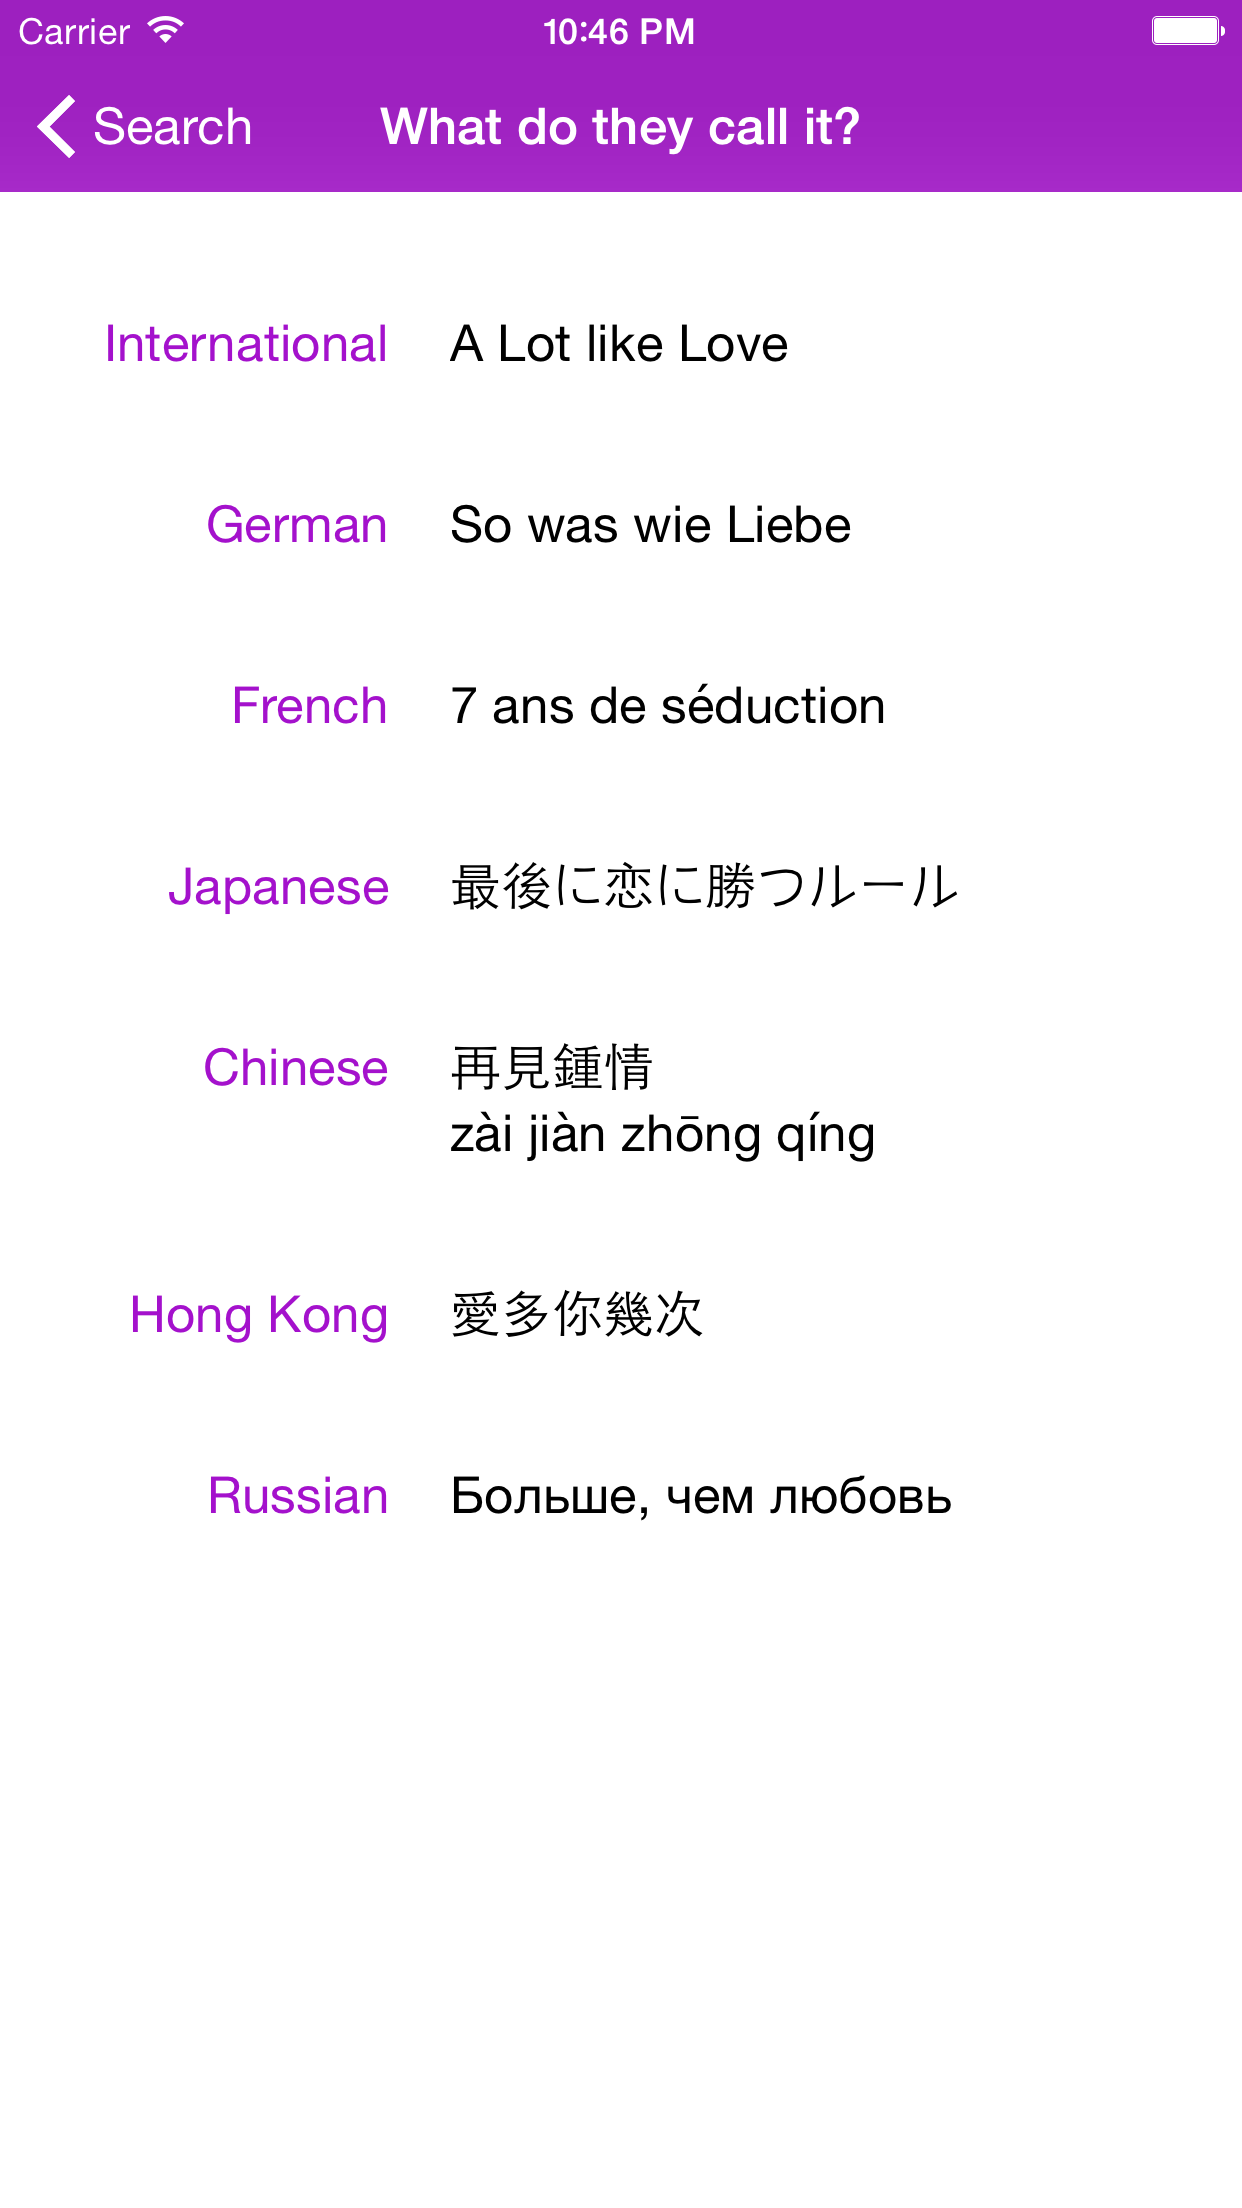 Carrier
10:46 PM
Search
What do they call it?
International
A Lot like Love
German
So was wie Liebe
French
7 ans de séduction
Japanese
最後に恋に勝つルール
Chinese
再見鍾情
zài jiàn zhōng qíng
Hong Kong
愛多你幾次
Russian
Больше, чем любовь